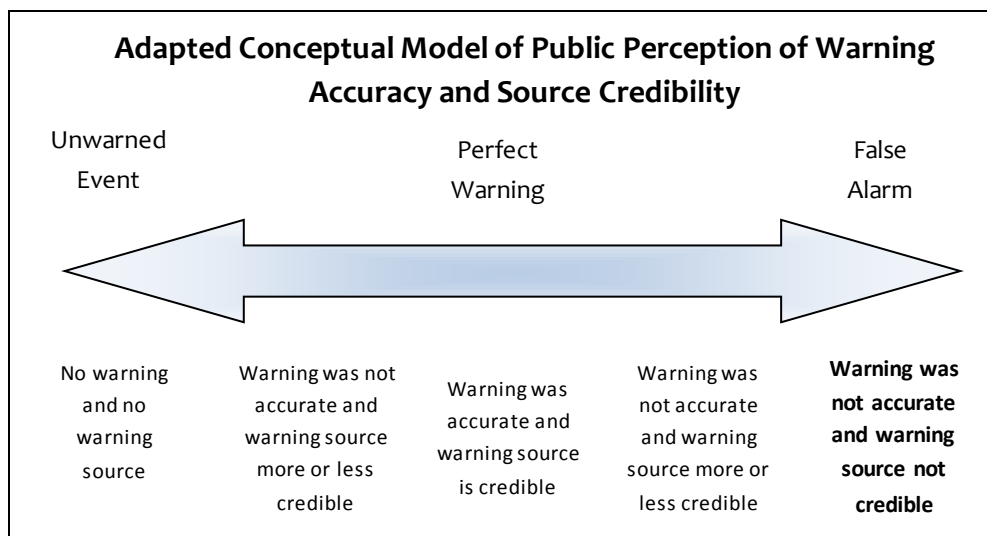 Adapted Conceptual Model of Public Perception of Warning
Accuracy and Source Credibility
Unwarned
Event
Perfect
Warning
False
Alarm
No warning
and no
warning
source
Warning was not
accurate and
warning source
more or less
credible
Warning was
accurate and
warning source
is credible
Warning was
not accurate
and warning
source more or
less credible
Warning was
not accurate
and warning
source not
credible